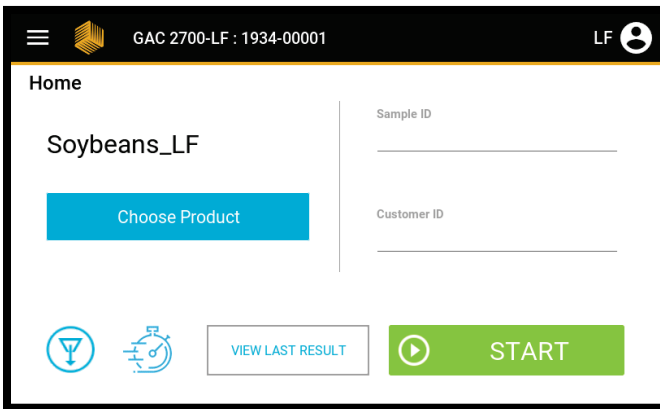 GAC 2700-LF : 1934-00001
LF
Home
Soybeans_LF
Choose Product
Sample ID
Customer ID
VIEW LAST RESULT
START